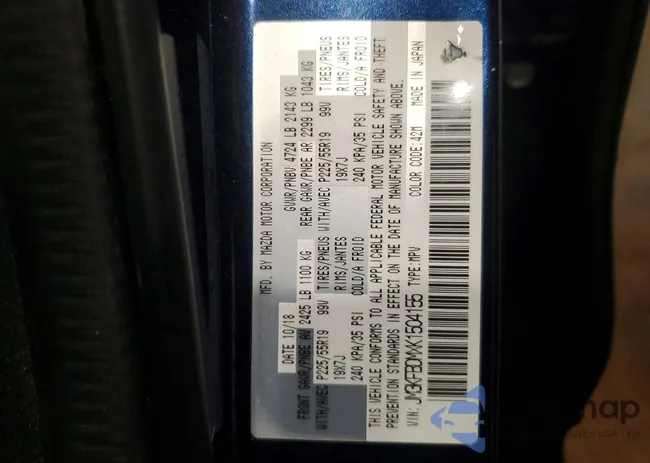 MFD. BY MAZDA MOTOR CORPORATION
DATE 10/18 GVWR/PNBV 4724 LB 2143 KG
FRONT GAWR/PNBE AV 2425 LB 1100 KG REAR GAWR/PNBE AR 2299 LB 1043 KG
WITH/AVEC P225/55R19 99V TIRES/PNEUS WITH/AVEC P225/55R19 99V TIRES/PNEUS
19X7J RIMS/JANTES 19X7J RIMS/JANTES
240 KPA/35 PSI COLD/A FROID 240 KPA/35 PSI COLD/A FROID
THIS VEHICLE CONFORMS TO ALL APPLICABLE FEDERAL MOTOR VEHICLE SAFETY AND THEFT
PREVENTION STANDARDS IN EFFECT ON THE DATE OF MANUFACTURE SHOWN ABOVE.
VIN: JM3KFBDMXK1504155 TYPE:MPV COLOR CODE:42M MADE IN JAPAN